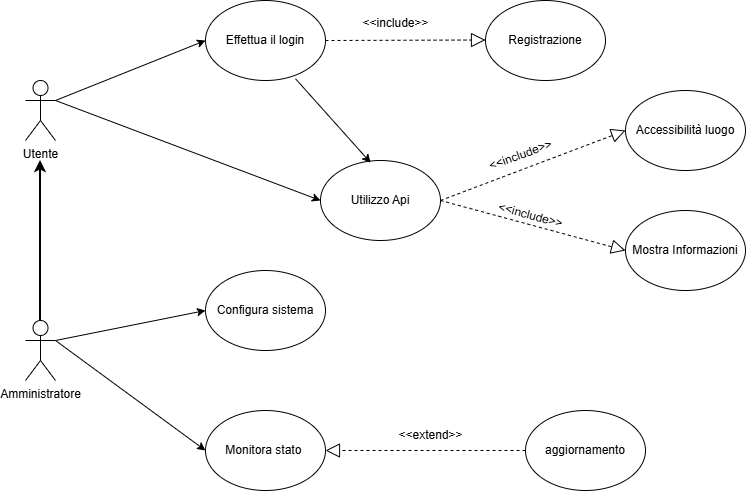 <<include>>
Effettua il login
Registrazione
Utente
Accessibilità luogo
<<include>>
Utilizzo Api
<<include>>
Mostra Informazioni
Configura sistema
Amministratore
<<extend>>
Monitora stato
aggiornamento